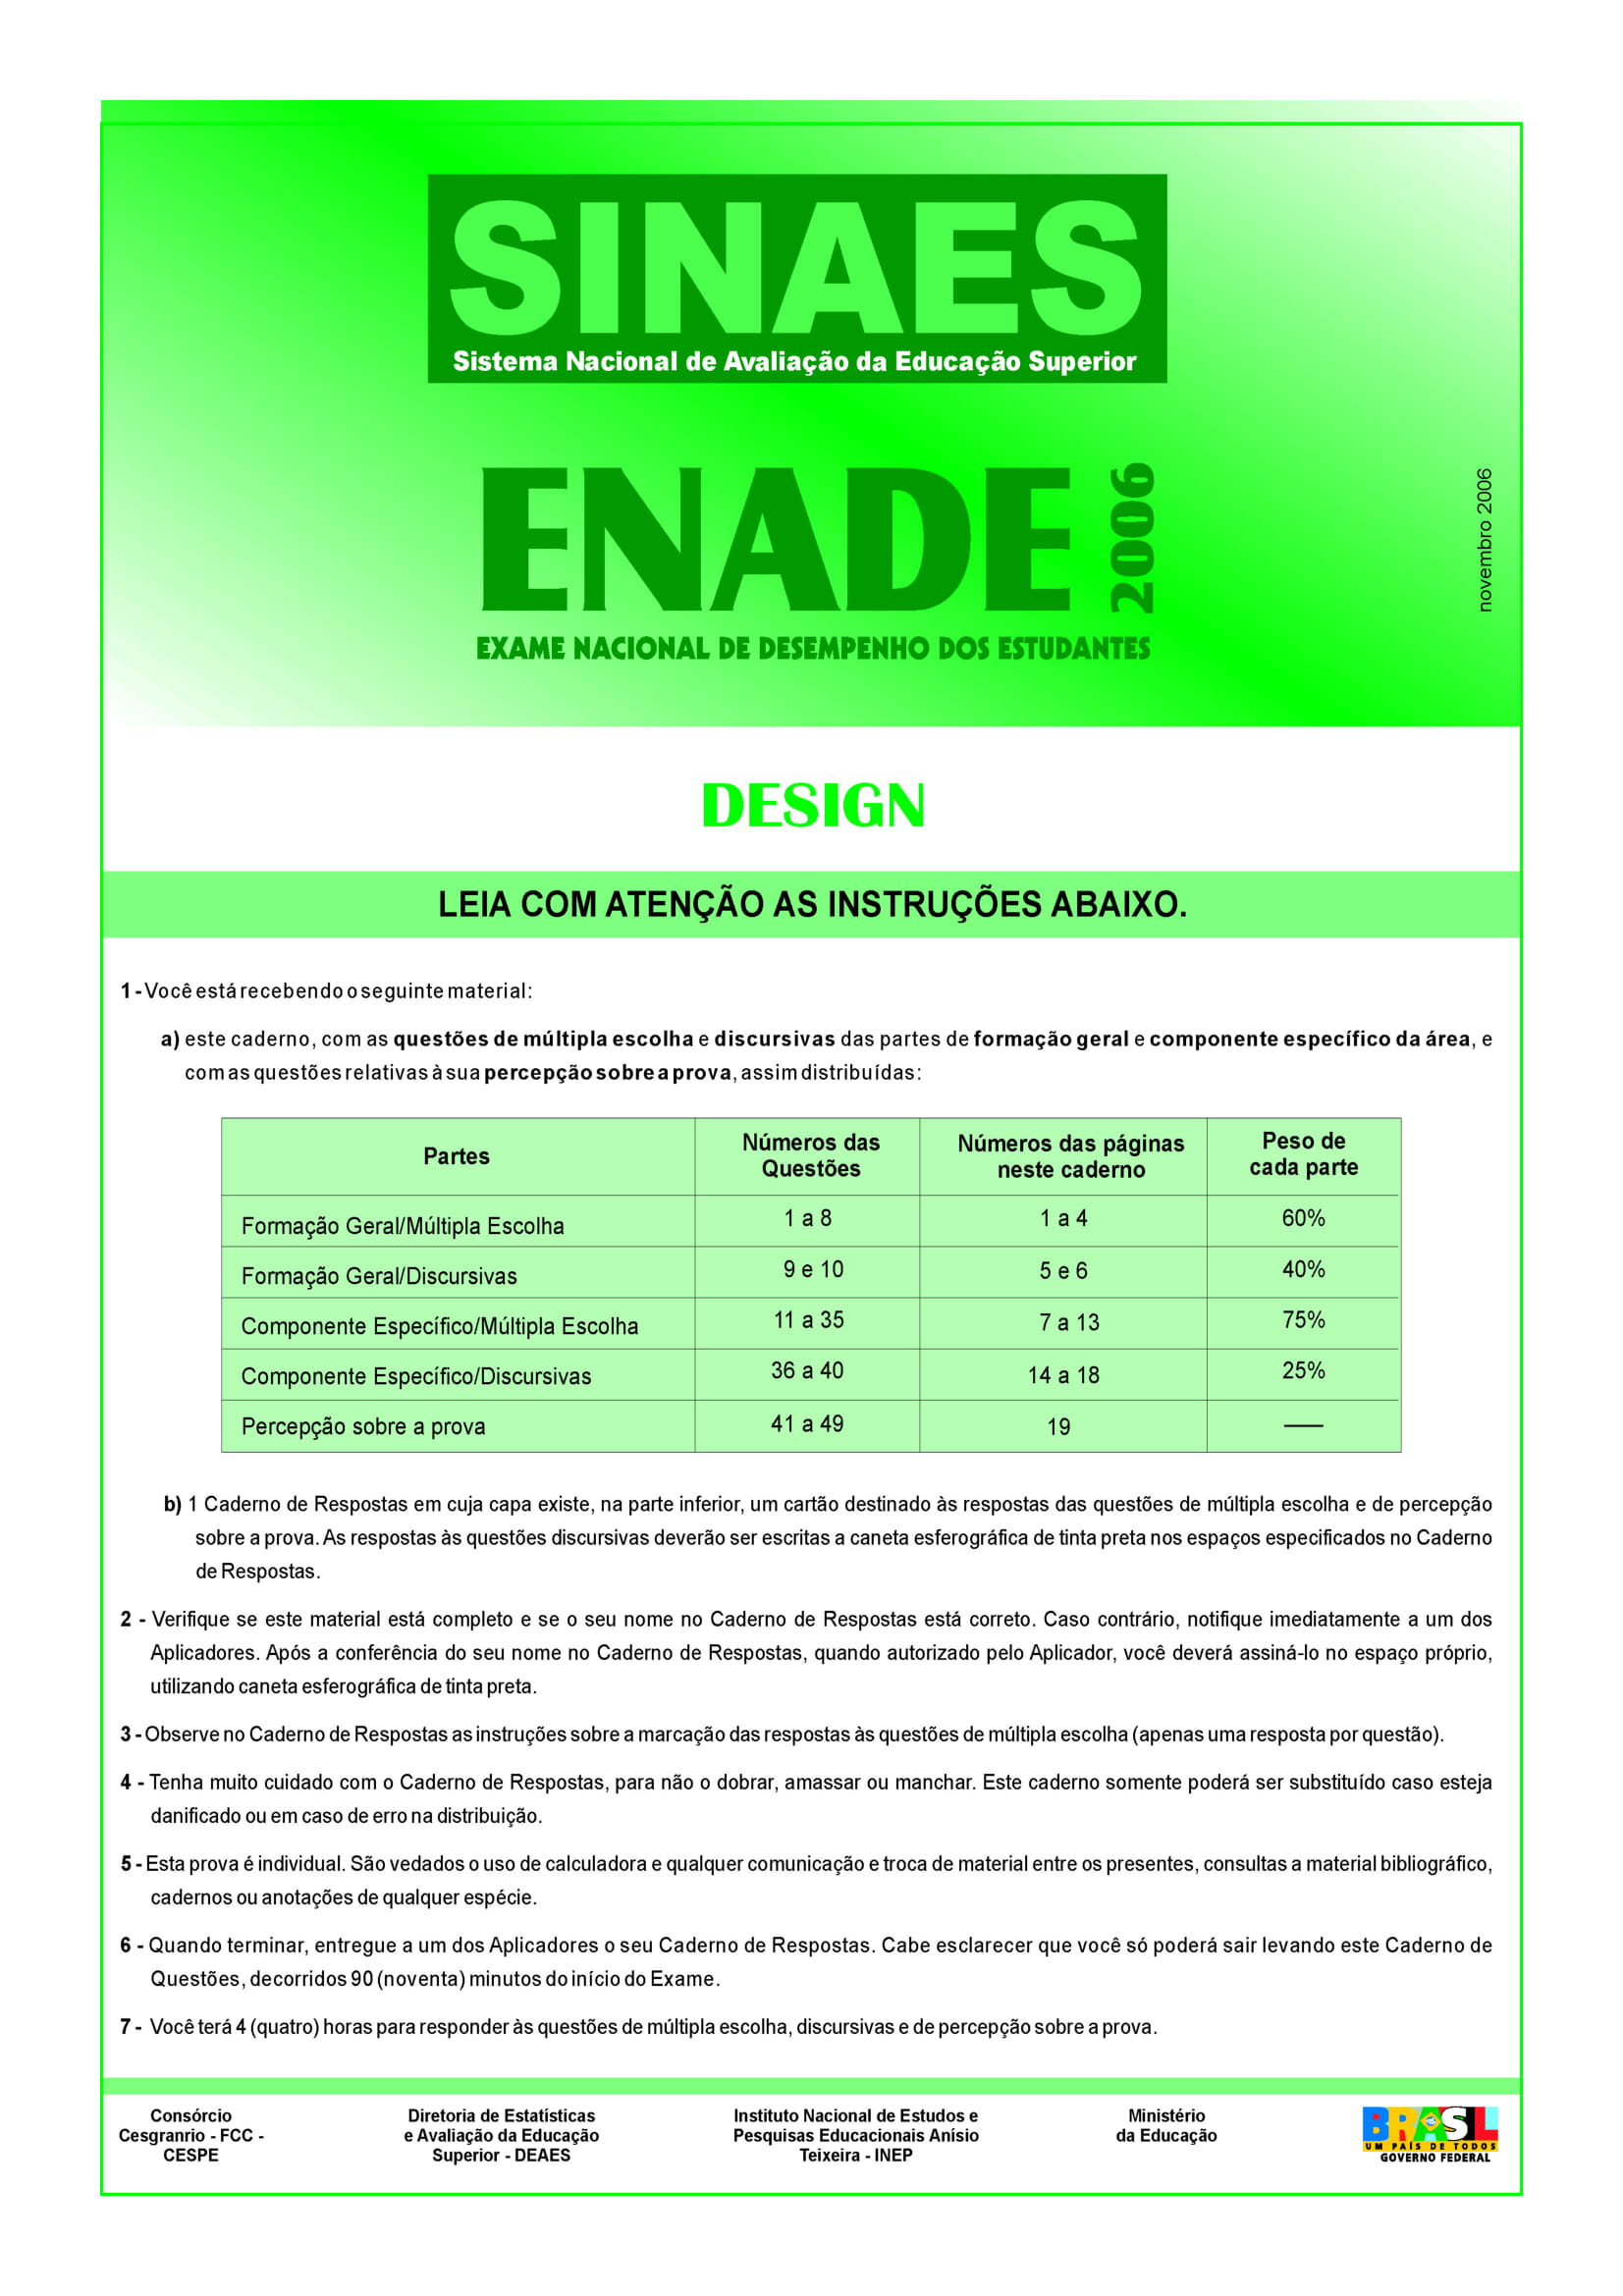 SINAES
Sistema Nacional de Avaliação da Educação Superior
ENADE 2006
EXAME NACIONAL DE DESEMPENHO DOS ESTUDANTES
novembro 2006
DESIGN
LEIA COM ATENÇÃO AS INSTRUÇÕES ABAIXO.
1 - Você está recebendo o seguinte material:
a) este caderno, com as questões de múltipla escolha e discursivas das partes de formação geral e componente específico da área, e
com as questões relativas à sua percepção sobre a prova, assim distribuídas:
Partes
Números das
Questões
Números das páginas
neste caderno
Peso de
cada parte
Formação Geral/Múltipla Escolha 1 a 8 1 a 4 60%
Formação Geral/Discursivas 9 e 10 5 e 6 40%
Componente Específico/Múltipla Escolha 11 a 35 7 a 13 75%
Componente Específico/Discursivas 36 a 40 14 a 18 25%
Percepção sobre a prova 41 a 49 19 —
b) 1 Caderno de Respostas em cuja capa existe, na parte inferior, um cartão destinado às respostas das questões de múltipla escolha e de percepção
sobre a prova. As respostas às questões discursivas deverão ser escritas a caneta esferográfica de tinta preta nos espaços especificados no Caderno
de Respostas.
2 - Verifique se este material está completo e se o seu nome no Caderno de Respostas está correto. Caso contrário, notifique imediatamente a um dos
Aplicadores. Após a conferência do seu nome no Caderno de Respostas, quando autorizado pelo Aplicador, você deverá assiná-lo no espaço próprio,
utilizando caneta esferográfica de tinta preta.
3 - Observe no Caderno de Respostas as instruções sobre a marcação das respostas às questões de múltipla escolha (apenas uma resposta por questão).
4 - Tenha muito cuidado com o Caderno de Respostas, para não o dobrar, amassar ou manchar. Este caderno somente poderá ser substituído caso esteja
danificado ou em caso de erro na distribuição.
5 - Esta prova é individual. São vedados o uso de calculadora e qualquer comunicação e troca de material entre os presentes, consultas a material bibliográfico,
cadernos ou anotações de qualquer espécie.
6 - Quando terminar, entregue a um dos Aplicadores o seu Caderno de Respostas. Cabe esclarecer que você só poderá sair levando este Caderno de
Questões, decorridos 90 (noventa) minutos do início do Exame.
7 - Você terá 4 (quatro) horas para responder às questões de múltipla escolha, discursivas e de percepção sobre a prova.
Consórcio
Cesgranrio - FCC -
CESPE
Diretoria de Estatísticas
e Avaliação da Educação
Superior - DEAES
Instituto Nacional de Estudos e
Pesquisas Educacionais Anísio
Teixeira - INEP
Ministério
da Educação
BRASIL
UM PAÍS DE TODOS
GOVERNO FEDERAL